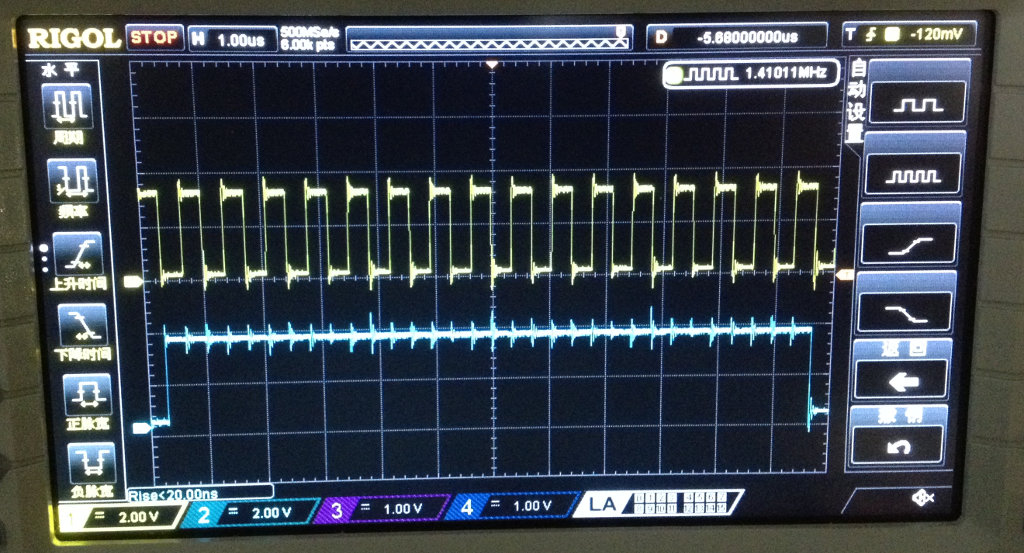 RIGOL STOP H 1.00us 500MSa/s 6.00k pts D -5.68000000us T -120mV
水平
1.41011MHz
自动设置
周期
频率
上升时间
下降时间
正脉宽
负脉宽
返回
撤销
Rise<20.00ns
1 2.00 V 2 2.00 V 3 1.00 V 4 1.00 V LA